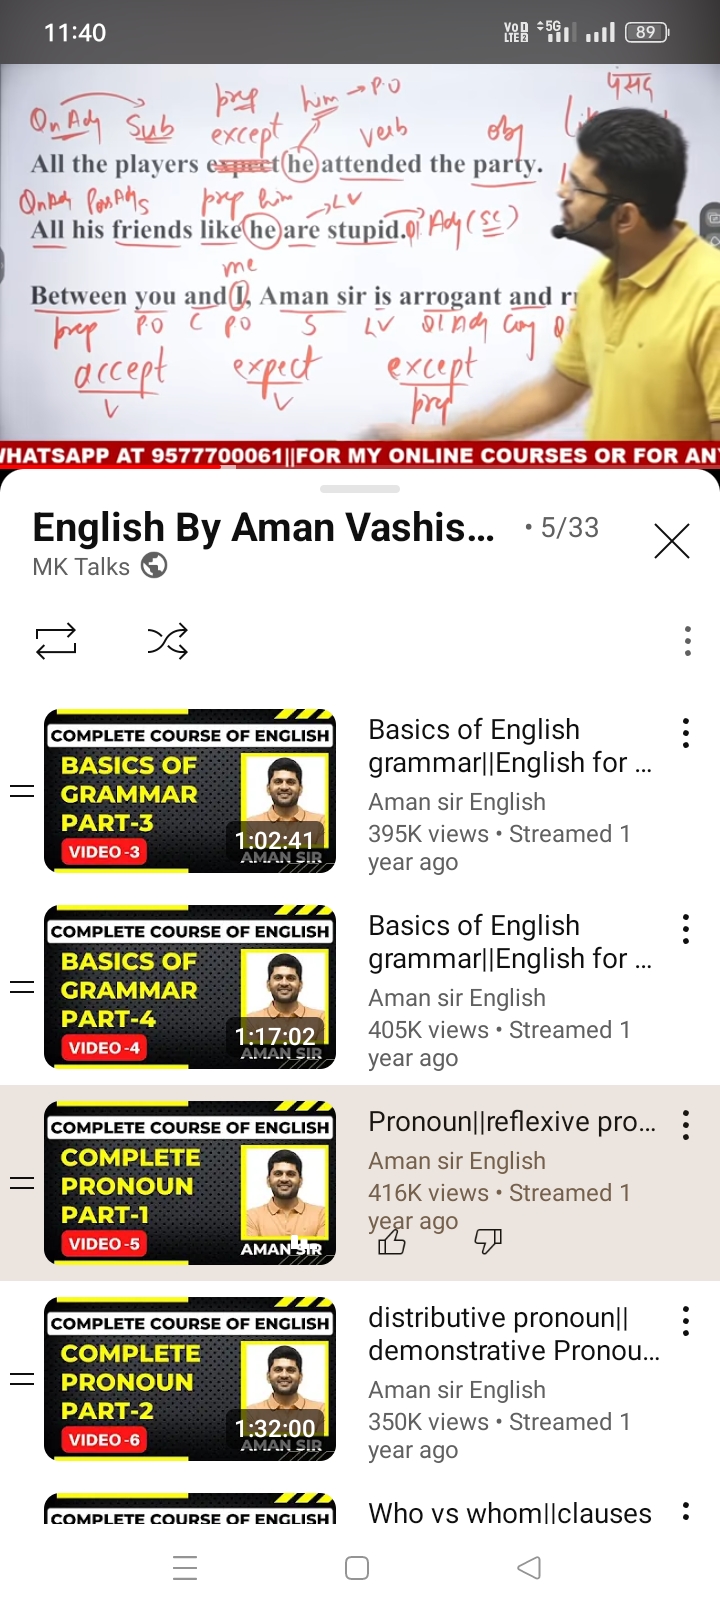 11:40
VoD LTE2 5G 89
पसंद
QnAdj Sub prep him → P.O
except verb obj
All the players expect he attended the party.
QnAdj PosAdj prep him → LV
All his friends like he are stupid. Ql Adj (SC)
me
Between you and I, Aman sir is arrogant and r
prep P.O C PO S LV Ql Adj Conj Q
accept expect except
V V prep
WHATSAPP AT 9577700061||FOR MY ONLINE COURSES OR FOR ANY
English By Aman Vashis... • 5/33
MK Talks
COMPLETE COURSE OF ENGLISH
BASICS OF
GRAMMAR
PART-3
VIDEO-3
1:02:41
AMAN SIR
Basics of English
grammar||English for ...
Aman sir English
395K views • Streamed 1
year ago
COMPLETE COURSE OF ENGLISH
BASICS OF
GRAMMAR
PART-4
VIDEO-4
1:17:02
AMAN SIR
Basics of English
grammar||English for ...
Aman sir English
405K views • Streamed 1
year ago
COMPLETE COURSE OF ENGLISH
COMPLETE
PRONOUN
PART-1
VIDEO-5
AMAN SIR
Pronoun||reflexive pro...
Aman sir English
416K views • Streamed 1
year ago
COMPLETE COURSE OF ENGLISH
COMPLETE
PRONOUN
PART-2
VIDEO-6
1:32:00
AMAN SIR
distributive pronoun||
demonstrative Pronou...
Aman sir English
350K views • Streamed 1
year ago
COMPLETE COURSE OF ENGLISH
Who vs whom||clauses